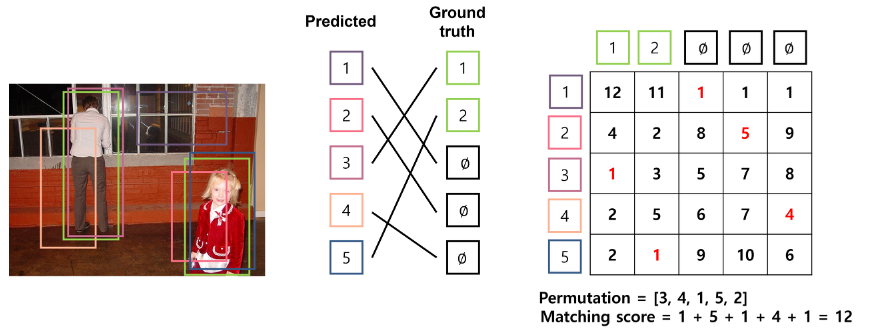 Predicted
Ground
truth
1 1
2 2
3 ∅
4 ∅
5 ∅
1 2 ∅ ∅ ∅
1 12 11 1 1 1
2 4 2 8 5 9
3 1 3 5 7 8
4 2 5 6 7 4
5 2 1 9 10 6
Permutation = [3, 4, 1, 5, 2]
Matching score = 1 + 5 + 1 + 4 + 1 = 12